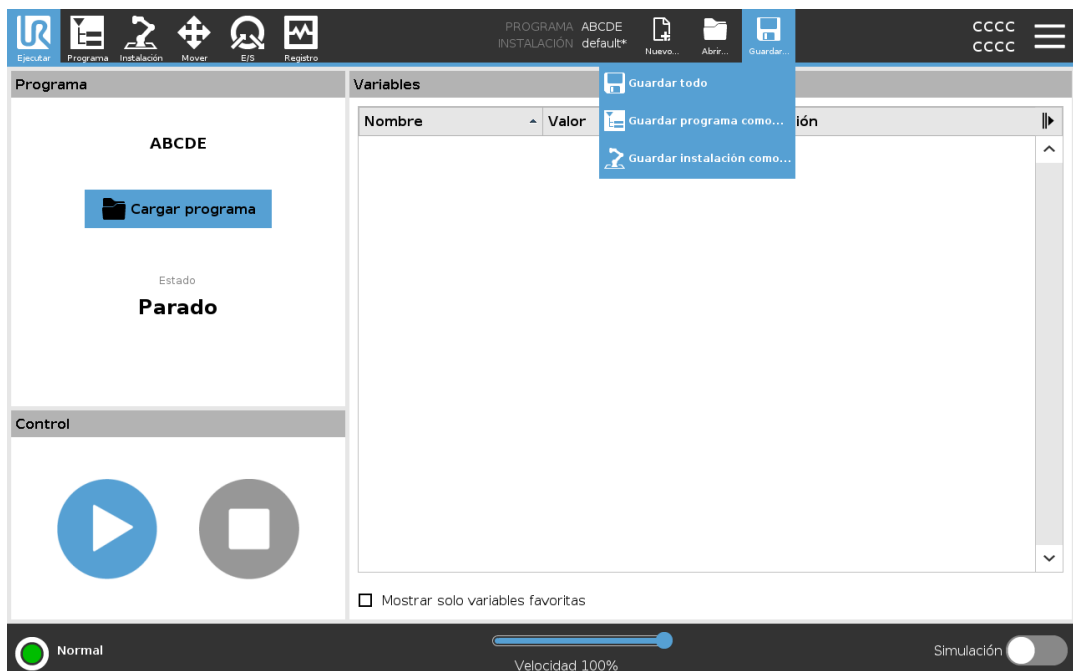 PROGRAMA ABCDE
INSTALACIÓN default*
CCCC
CCCC
Ejecutar
Programa
Instalación
Mover
E/S
Registro
Nuevo...
Abrir...
Guardar...
Programa
Variables
Guardar todo
Guardar programa como...
Guardar instalación como...
Nombre
Valor
ión
ABCDE
Cargar programa
Estado
Parado
Control
Mostrar solo variables favoritas
Normal
Velocidad 100%
Simulación